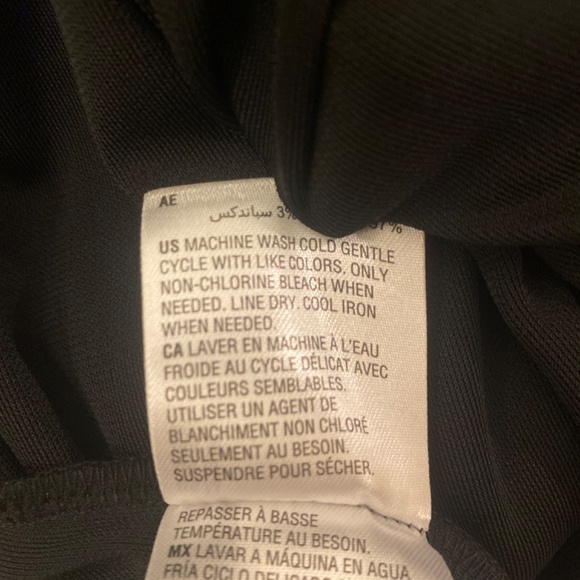 AE
3% سباندكس
US MACHINE WASH COLD GENTLE
CYCLE WITH LIKE COLORS. ONLY
NON-CHLORINE BLEACH WHEN
NEEDED. LINE DRY. COOL IRON
WHEN NEEDED.
CA LAVER EN MACHINE À L'EAU
FROIDE AU CYCLE DÉLICAT AVEC
COULEURS SEMBLABLES.
UTILISER UN AGENT DE
BLANCHIMENT NON CHLORÉ
SEULEMENT AU BESOIN.
SUSPENDRE POUR SÉCHER.
REPASSER À BASSE
TEMPÉRATURE AU BESOIN.
MX LAVAR A MÁQUINA EN AGUA
FRÍA CICLO